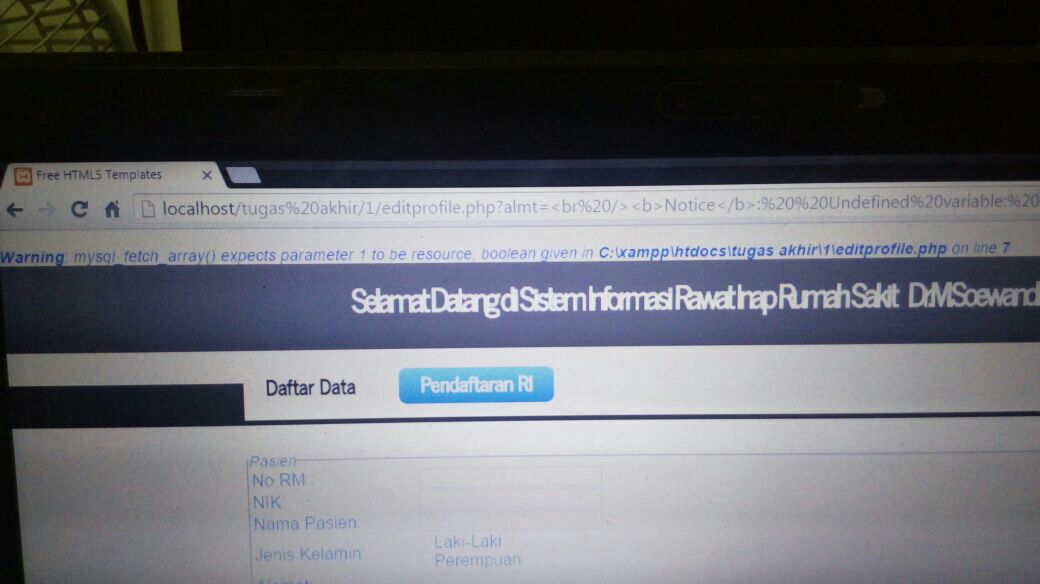 Free HTML5 Templates
localhost/tugas%20akhir/1/editprofile.php?almt=<br%20/><b>Notice</b>:%20%20Undefined%20variable:%20
Warning: mysql_fetch_array() expects parameter 1 to be resource, boolean given in C:\xampp\htdocs\tugas akhir\1\editprofile.php on line 7
Selamat Datang di Sistem Informasi Rawat Inap Rumah Sakit Dr.M.Soewand
Daftar Data
Pendaftaran RI
Pasien
No.RM :
NIK:
Nama Pasien:
Jenis Kelamin
Laki-Laki
Perempuan
Alamat: